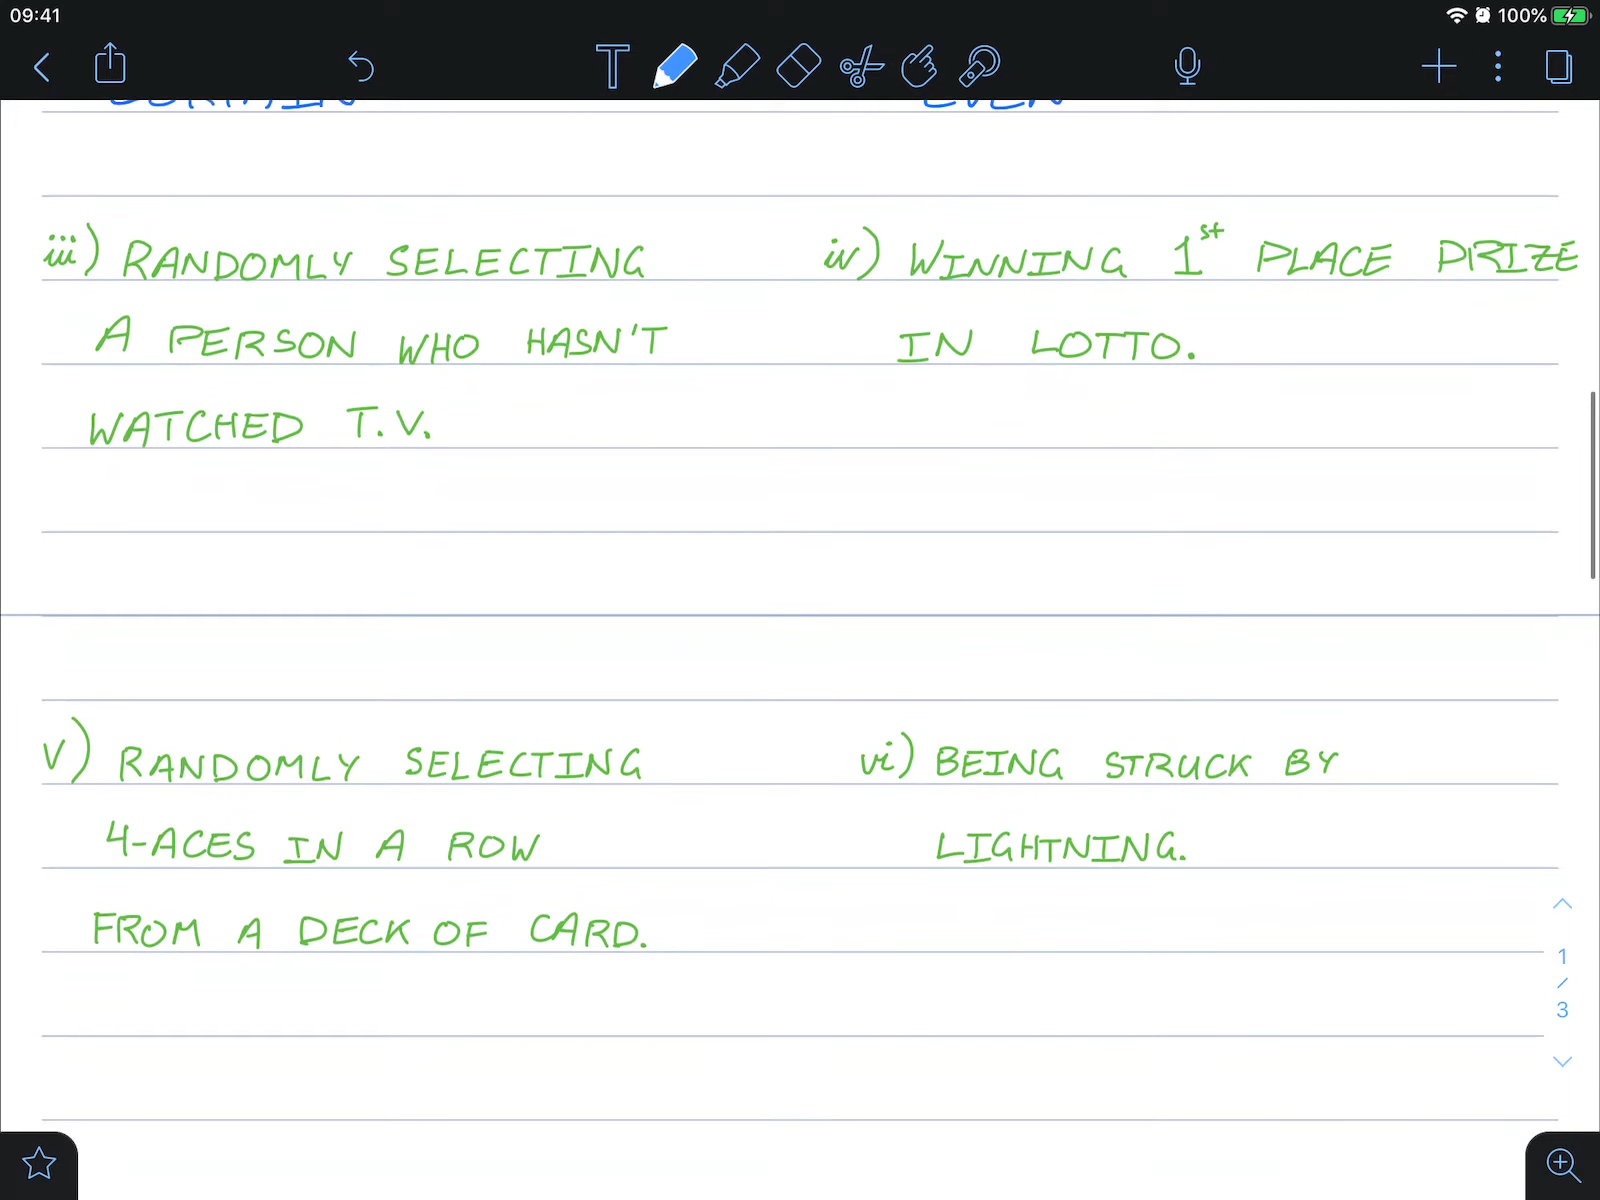 09:41
100%
iii) RANDOMLY SELECTING
A PERSON WHO HASN'T
WATCHED T.V.
iv) WINNING 1st PLACE PRIZE
IN LOTTO.
v) RANDOMLY SELECTING
4-ACES IN A ROW
FROM A DECK OF CARD.
vi) BEING STRUCK BY
LIGHTNING.
1
/
3